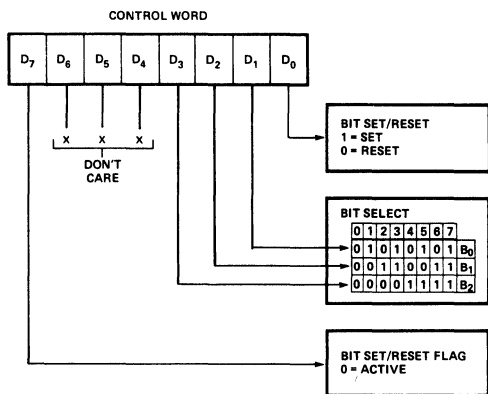 CONTROL WORD
D7 D6 D5 D4 D3 D2 D1 D0
X X X
DON'T
CARE
BIT SET/RESET
1 = SET
0 = RESET
BIT SELECT
0 1 2 3 4 5 6 7
0 1 0 1 0 1 0 1 B0
0 0 1 1 0 0 1 1 B1
0 0 0 0 1 1 1 1 B2
BIT SET/RESET FLAG
0 = ACTIVE